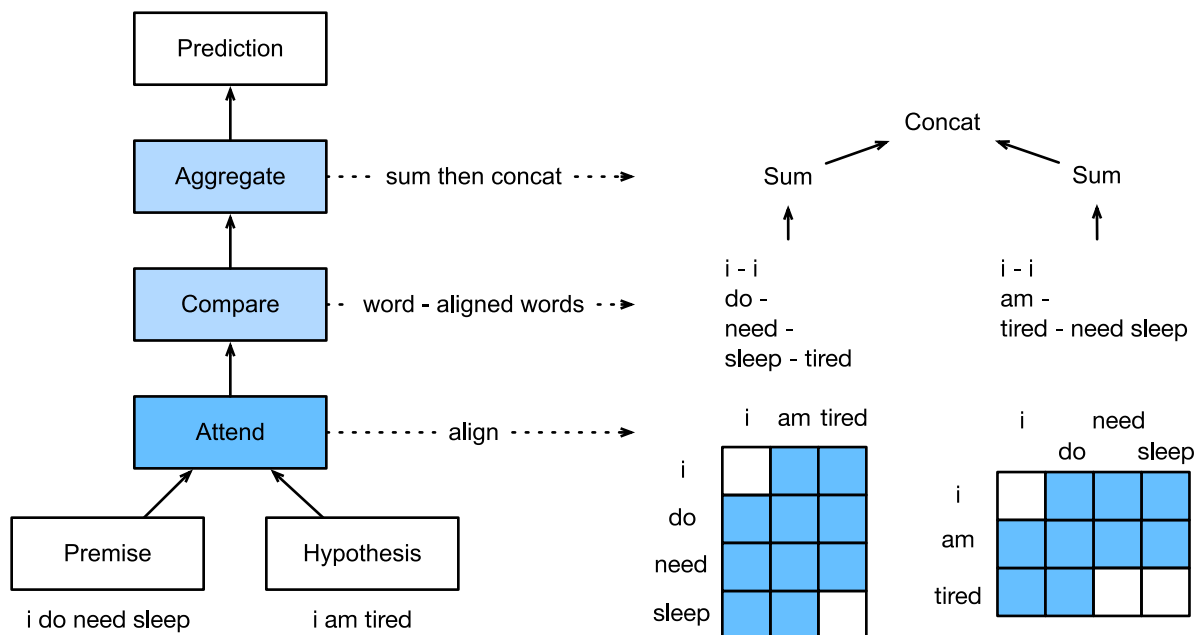 Prediction
Aggregate
sum then concat
Compare
word - aligned words
Attend
align
Premise
Hypothesis
i do need sleep
i am tired
Concat
Sum
Sum
i - i
do -
need -
sleep - tired
i - i
am -
tired - need sleep
i am tired
i
do
need
sleep
i need
do sleep
i
am
tired